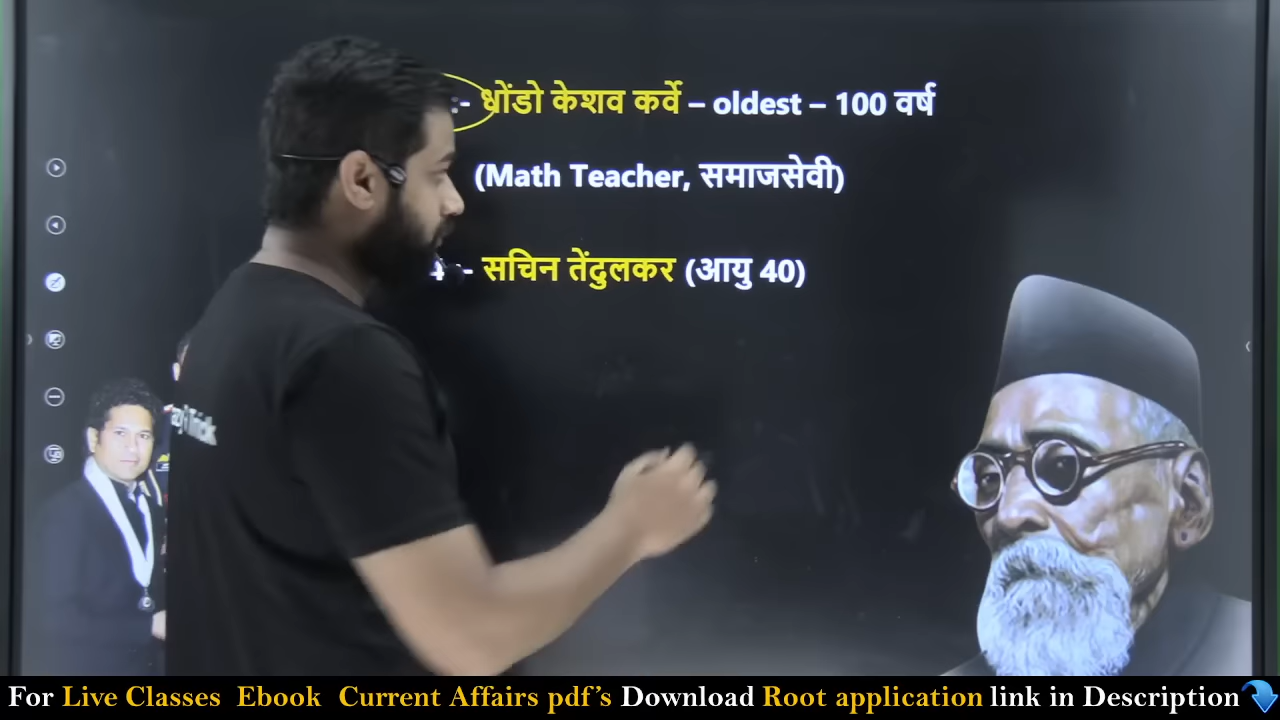 :- धोंडो केशव कर्वे – oldest – 100 वर्ष
(Math Teacher, समाजसेवी)
4 :- सचिन तेंदुलकर (आयु 40)
For Live Classes Ebook Current Affairs pdf's Download Root application link in Description